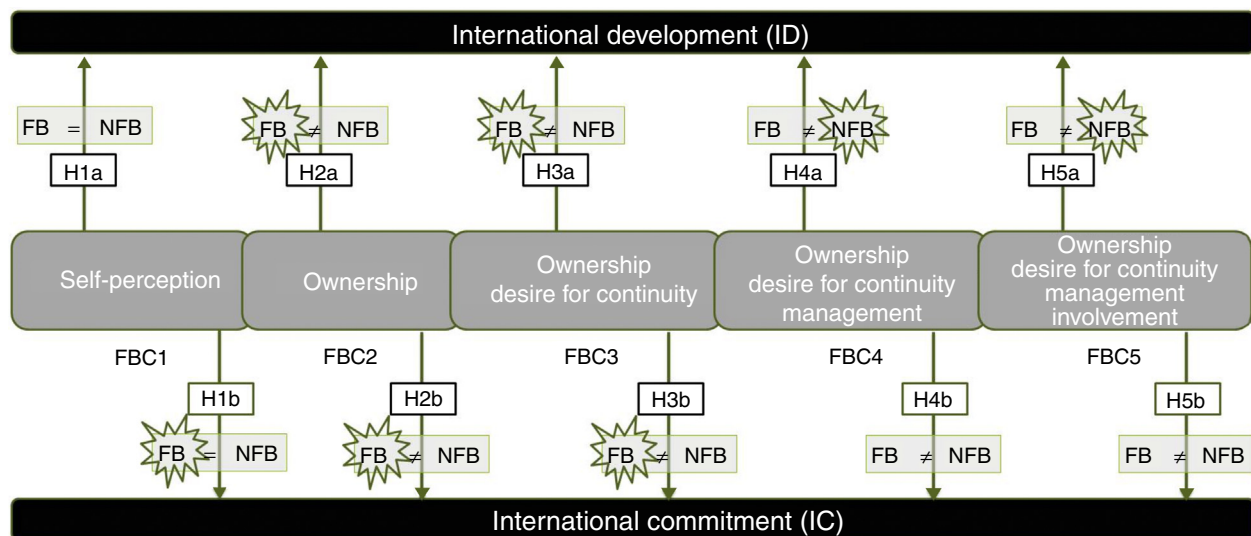 International development (ID)
FB = NFB
FB ≠ NFB
FB ≠ NFB
FB ≠ NFB
FB ≠ NFB
H1a
H2a
H3a
H4a
H5a
Self-perception
Ownership
Ownership
desire for continuity
Ownership
desire for continuity
management
Ownership
desire for continuity
management
involvement
FBC1
FBC2
FBC3
FBC4
FBC5
H1b
H2b
H3b
H4b
H5b
FB = NFB
FB ≠ NFB
FB ≠ NFB
FB ≠ NFB
FB ≠ NFB
International commitment (IC)